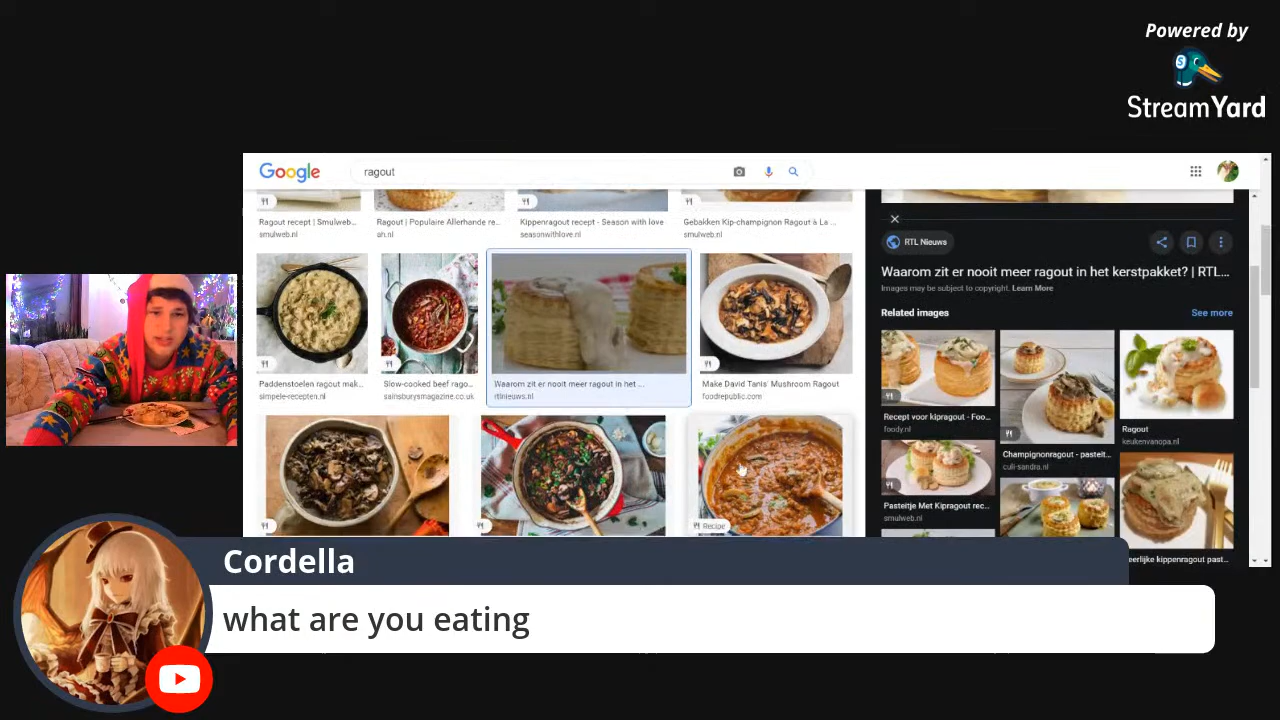 Powered by
StreamYard
Google
ragout
Ragout recept | Smulweb...
smulweb.nl
Ragout | Populaire Allerhande re...
ah.nl
Kippenragout recept - Season with love
seasonwithlove.nl
Gebakken Kip-champignon Ragout à La ...
smulweb.nl
RTL Nieuws
Waarom zit er nooit meer ragout in het kerstpakket? | RTL...
Images may be subject to copyright. Learn More
Related images
See more
Paddenstoelen ragout mak...
simpele-recepten.nl
Slow-cooked beef rago...
sainsburysmagazine.co.uk
Waarom zit er nooit meer ragout in het ...
rtlnieuws.nl
Make David Tanis' Mushroom Ragout
foodrepublic.com
Recept voor kipragout - Foo...
foody.nl
Champignonragout - pasteit...
culi-sandra.nl
Ragout
keukenvanopa.nl
Pasteitje Met Kipragout rec...
smulweb.nl
Recipe
eerlijke kippenragout past...
Cordella
what are you eating